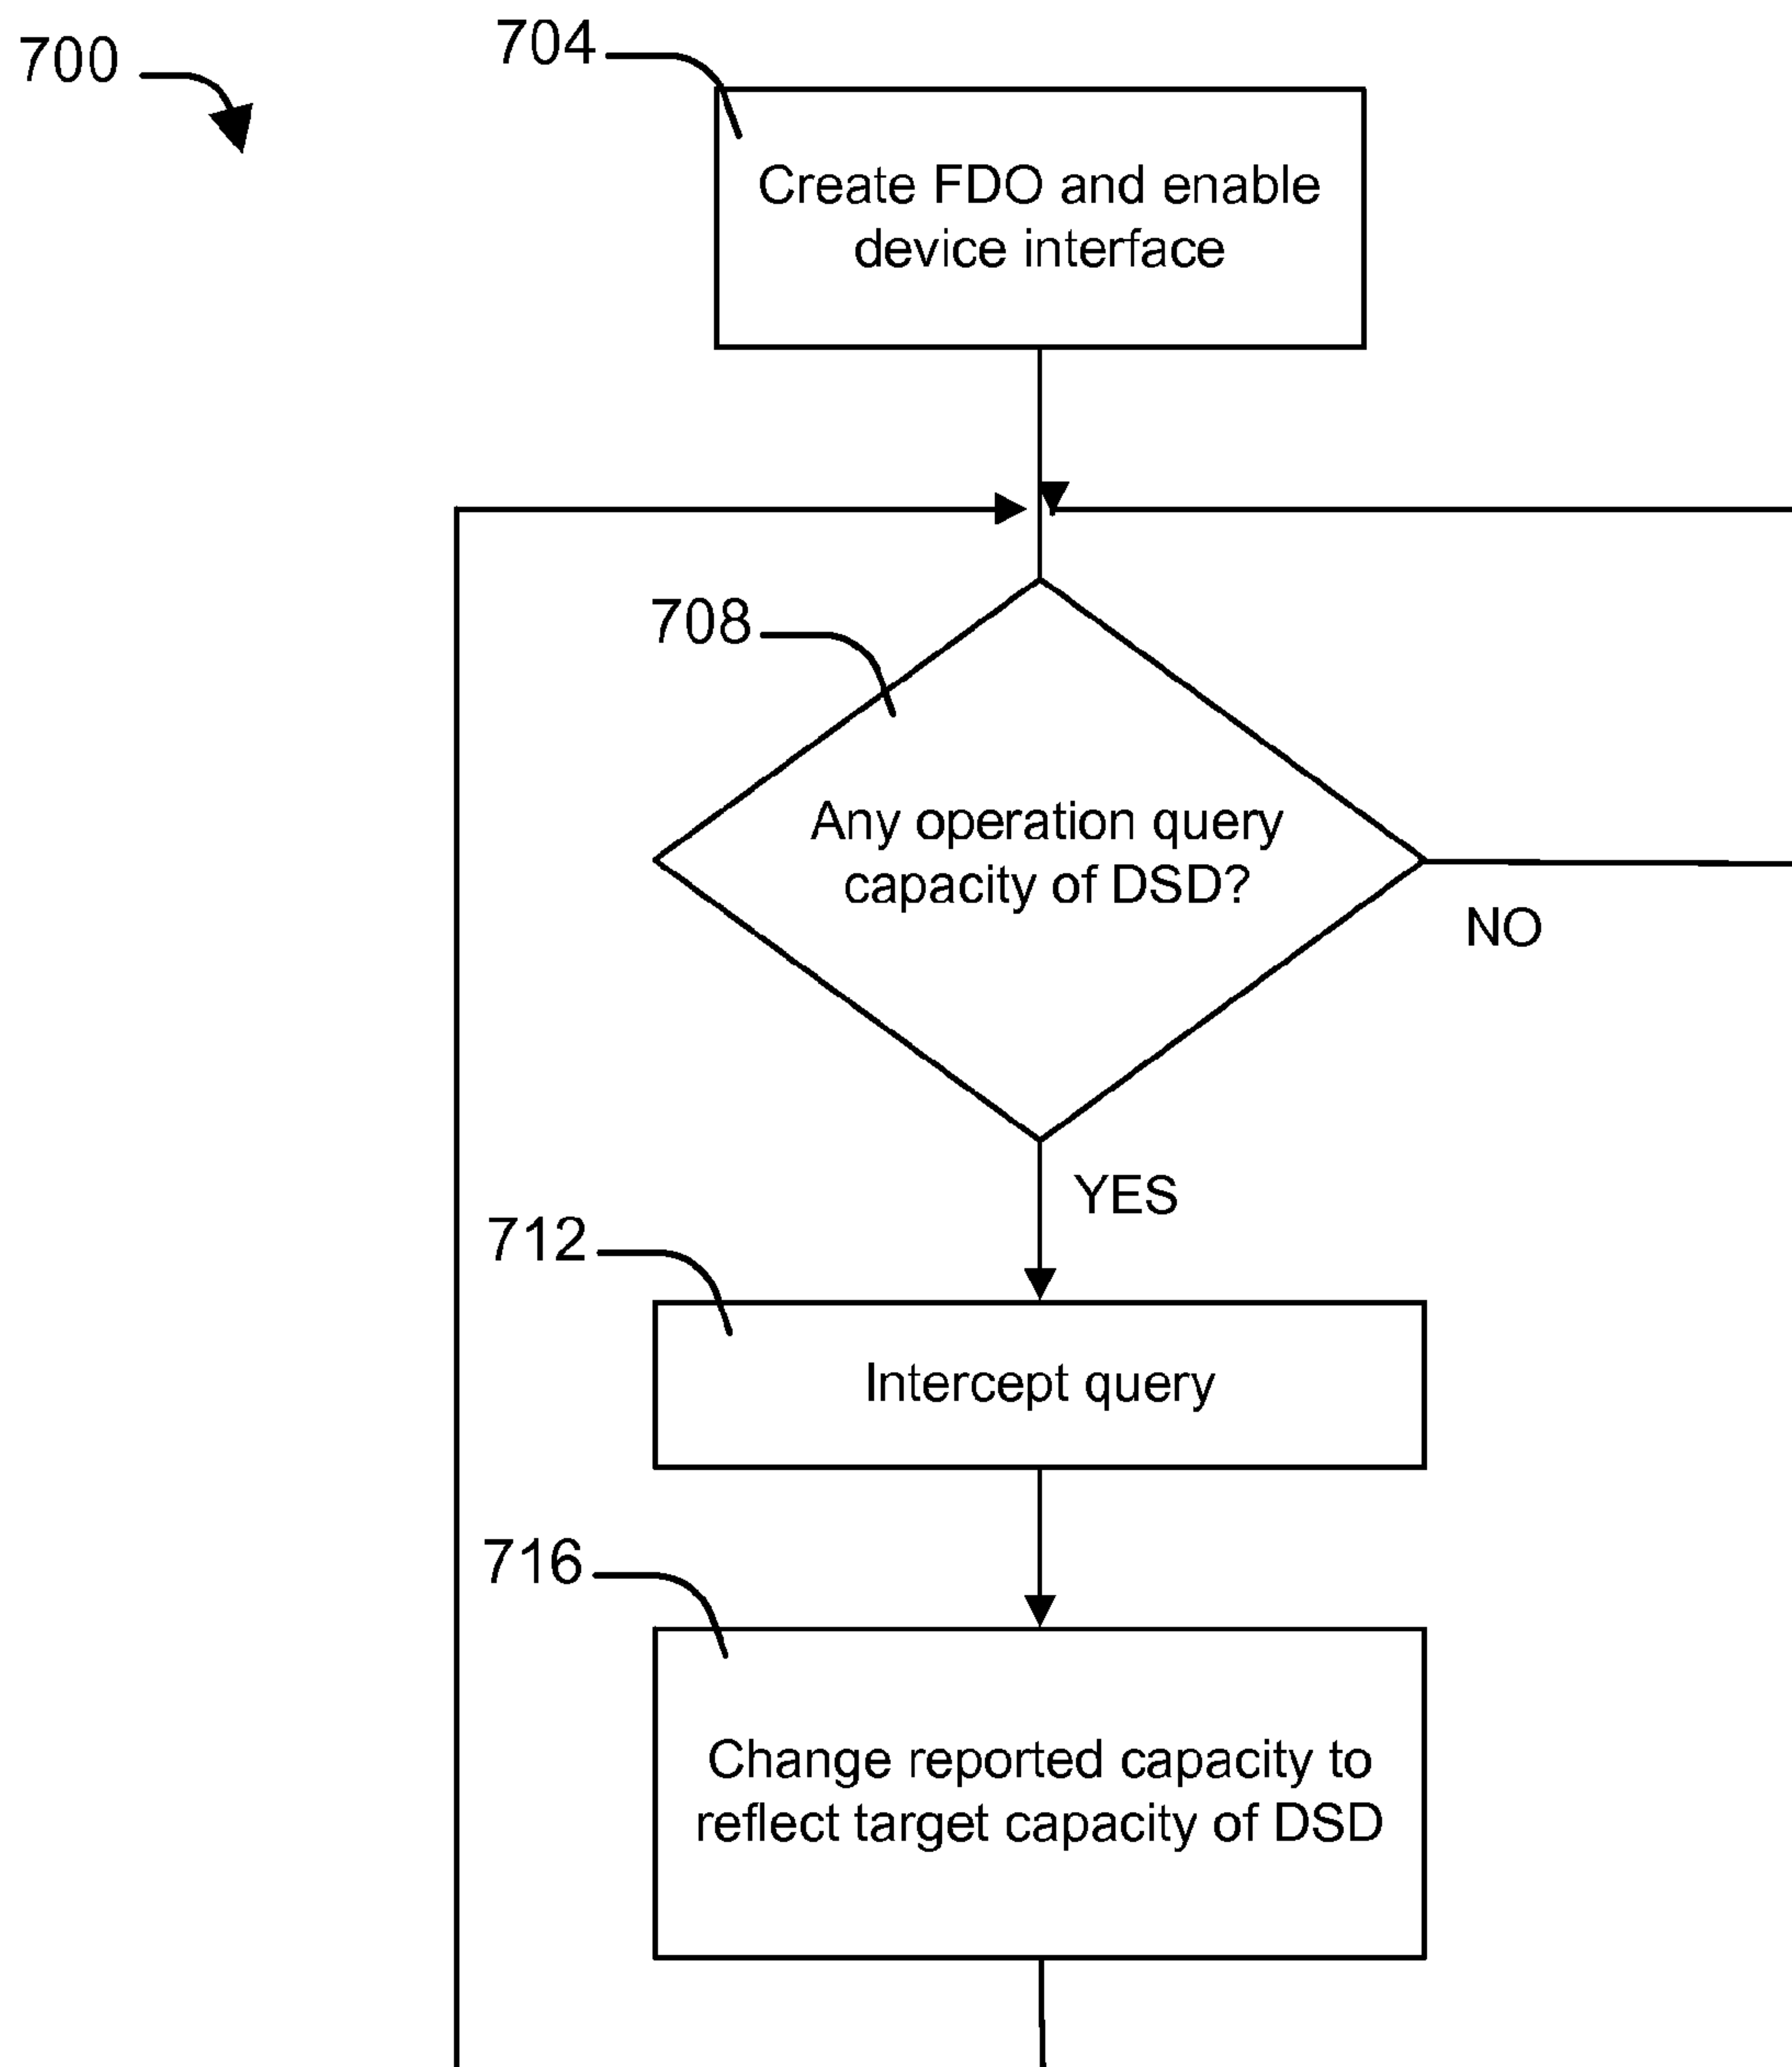 700
704
Create FDO and enable
device interface
708
Any operation query
capacity of DSD?
NO
YES
712
Intercept query
716
Change reported capacity to
reflect target capacity of DSD